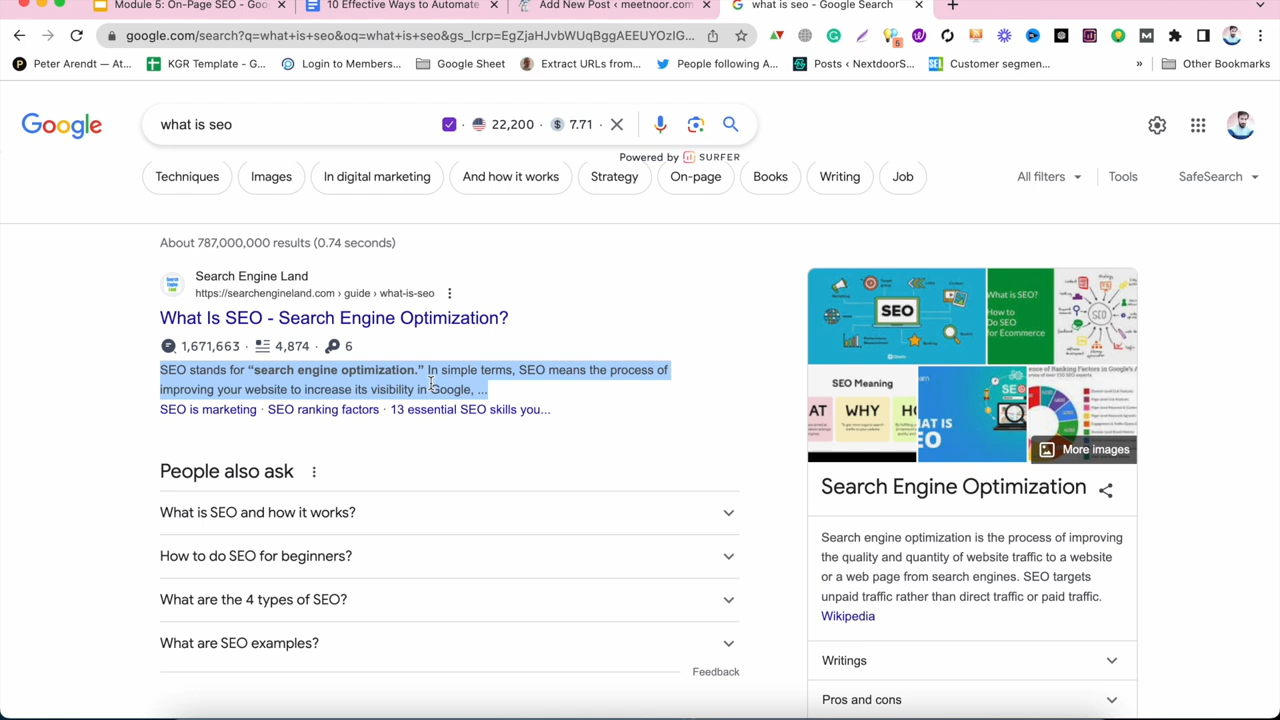 Module 5: On-Page SEO - Goo
10 Effective Ways to Automate
Add New Post ‹ meetnoor.com
what is seo - Google Search
google.com/search?q=what+is+seo&oq=what+is+seo&gs_lcrp=EgZjaHJvbWUqBggAEEUYOzIG...
Peter Arendt — At...
KGR Template - G...
Login to Members...
Google Sheet
Extract URLs from...
People following A...
Posts ‹ NextdoorS...
Customer segmen...
»
Other Bookmarks
Google
what is seo
22,200 · $ 7.71 ·
Powered by SURFER
Techniques
Images
In digital marketing
And how it works
Strategy
On-page
Books
Writing
Job
All filters
Tools
SafeSearch
About 787,000,000 results (0.74 seconds)
Search Engine Land
https://searchengineland.com › guide › what-is-seo
What Is SEO - Search Engine Optimization?
1,671,663 ·
6
SEO stands for “search engine optimization.” In simple terms, SEO means the process of
improving your website to increase its visibility in Google, ...
SEO is marketing · SEO ranking factors · 13 essential SEO skills you...
People also ask
What is SEO and how it works?
How to do SEO for beginners?
What are the 4 types of SEO?
What are SEO examples?
Feedback
SEO
What is SEO?
How to
Do SEO for Ecommerce
SEO
SEO Meaning
WHY
More images
Search Engine Optimization
Search engine optimization is the process of improving
the quality and quantity of website traffic to a website
or a web page from search engines. SEO targets
unpaid traffic rather than direct traffic or paid traffic.
Wikipedia
Writings
Pros and cons